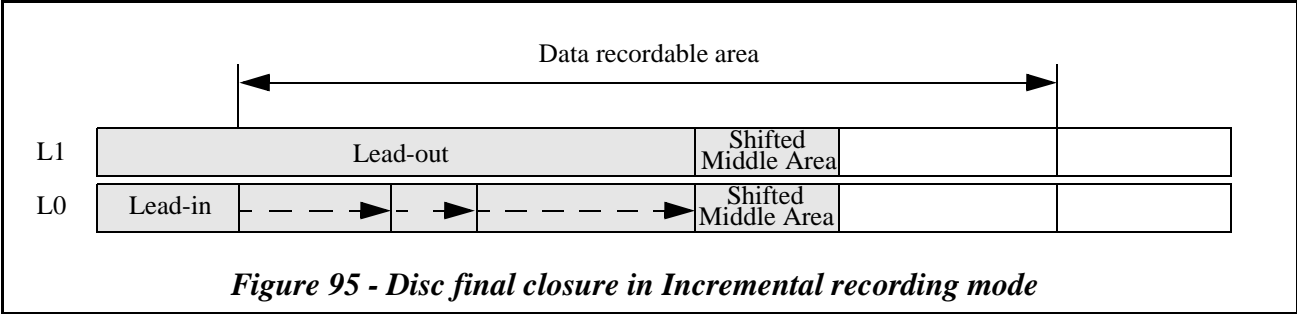 Data recordable area
L1
Lead-out
Shifted
Middle Area
L0
Lead-in
Shifted
Middle Area
Figure 95 - Disc final closure in Incremental recording mode